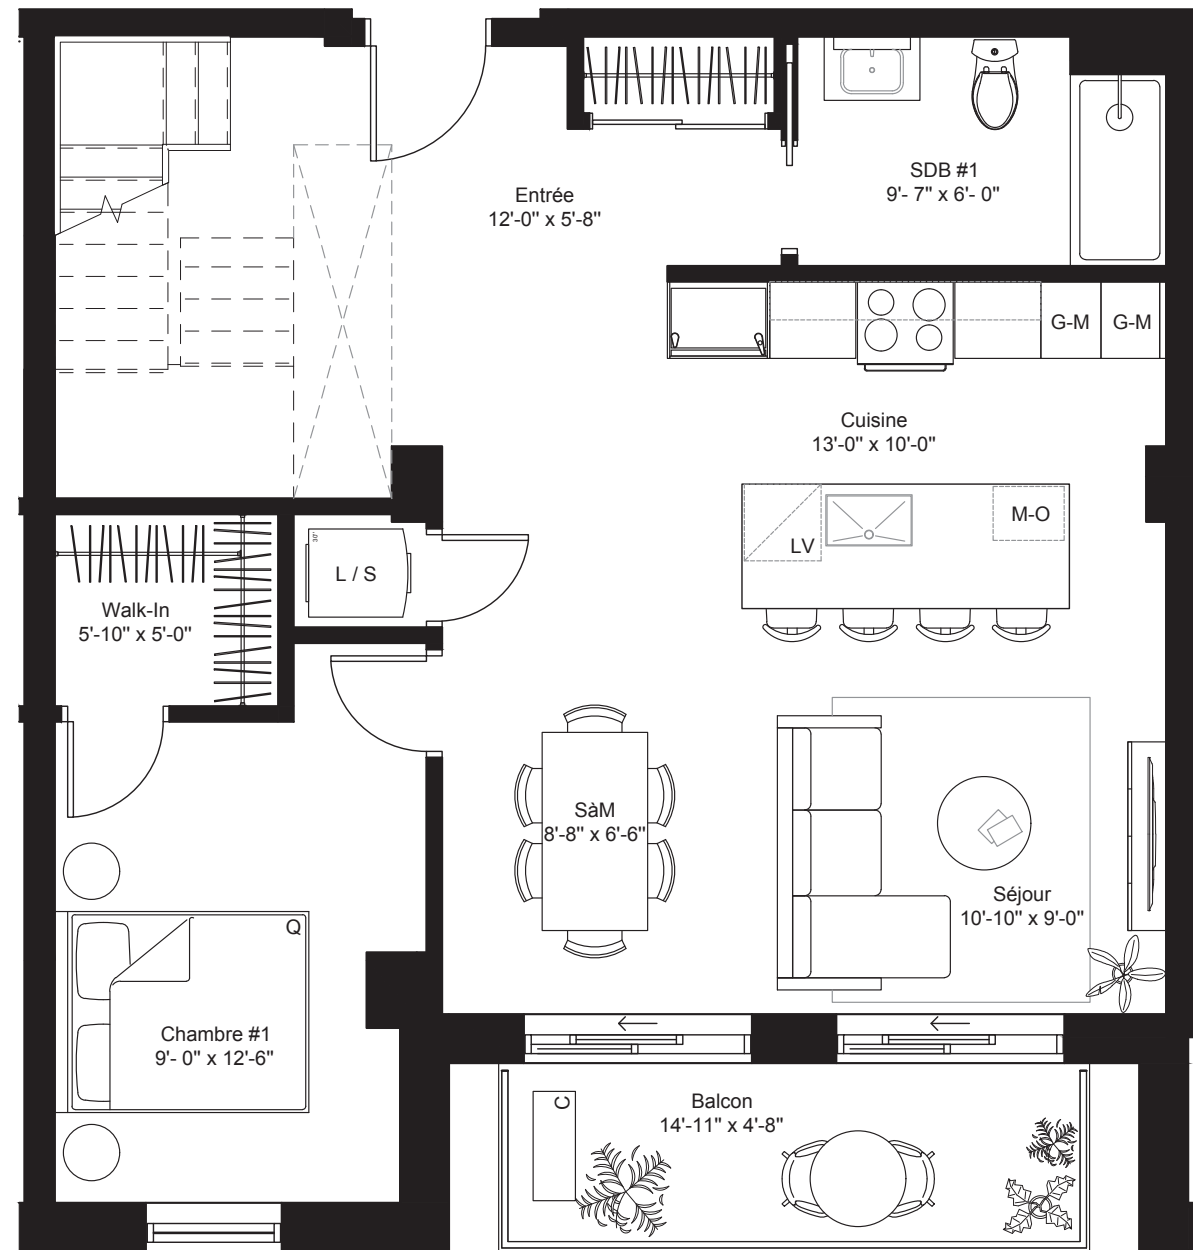 SDB #1
9'- 7" x 6'- 0"
Entrée
12'-0" x 5'-8"
G-M
G-M
Cuisine
13'-0" x 10'-0"
M-O
LV
30"
L / S
Walk-In
5'-10" x 5'-0"
SàM
8'-8" x 6'-6"
Séjour
10'-10" x 9'-0"
Q
Chambre #1
9'- 0" x 12'-6"
C
Balcon
14'-11" x 4'-8"